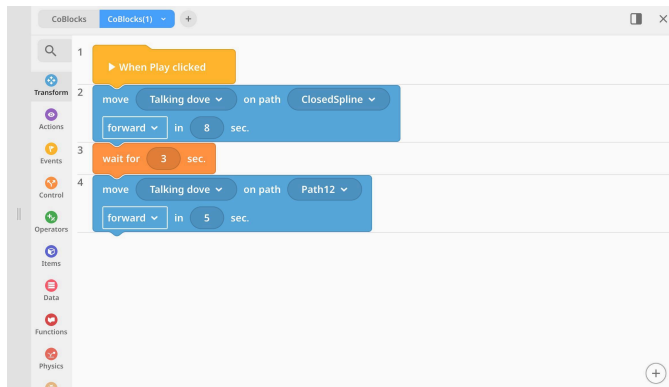 CoBlocks CoBlocks(1)
1
When Play clicked
Transform
2
move Talking dove on path ClosedSpline
forward in 8 sec.
Actions
Events
3
wait for 3 sec.
Control
4
move Talking dove on path Path12
forward in 5 sec.
Operators
Items
Data
Functions
Physics